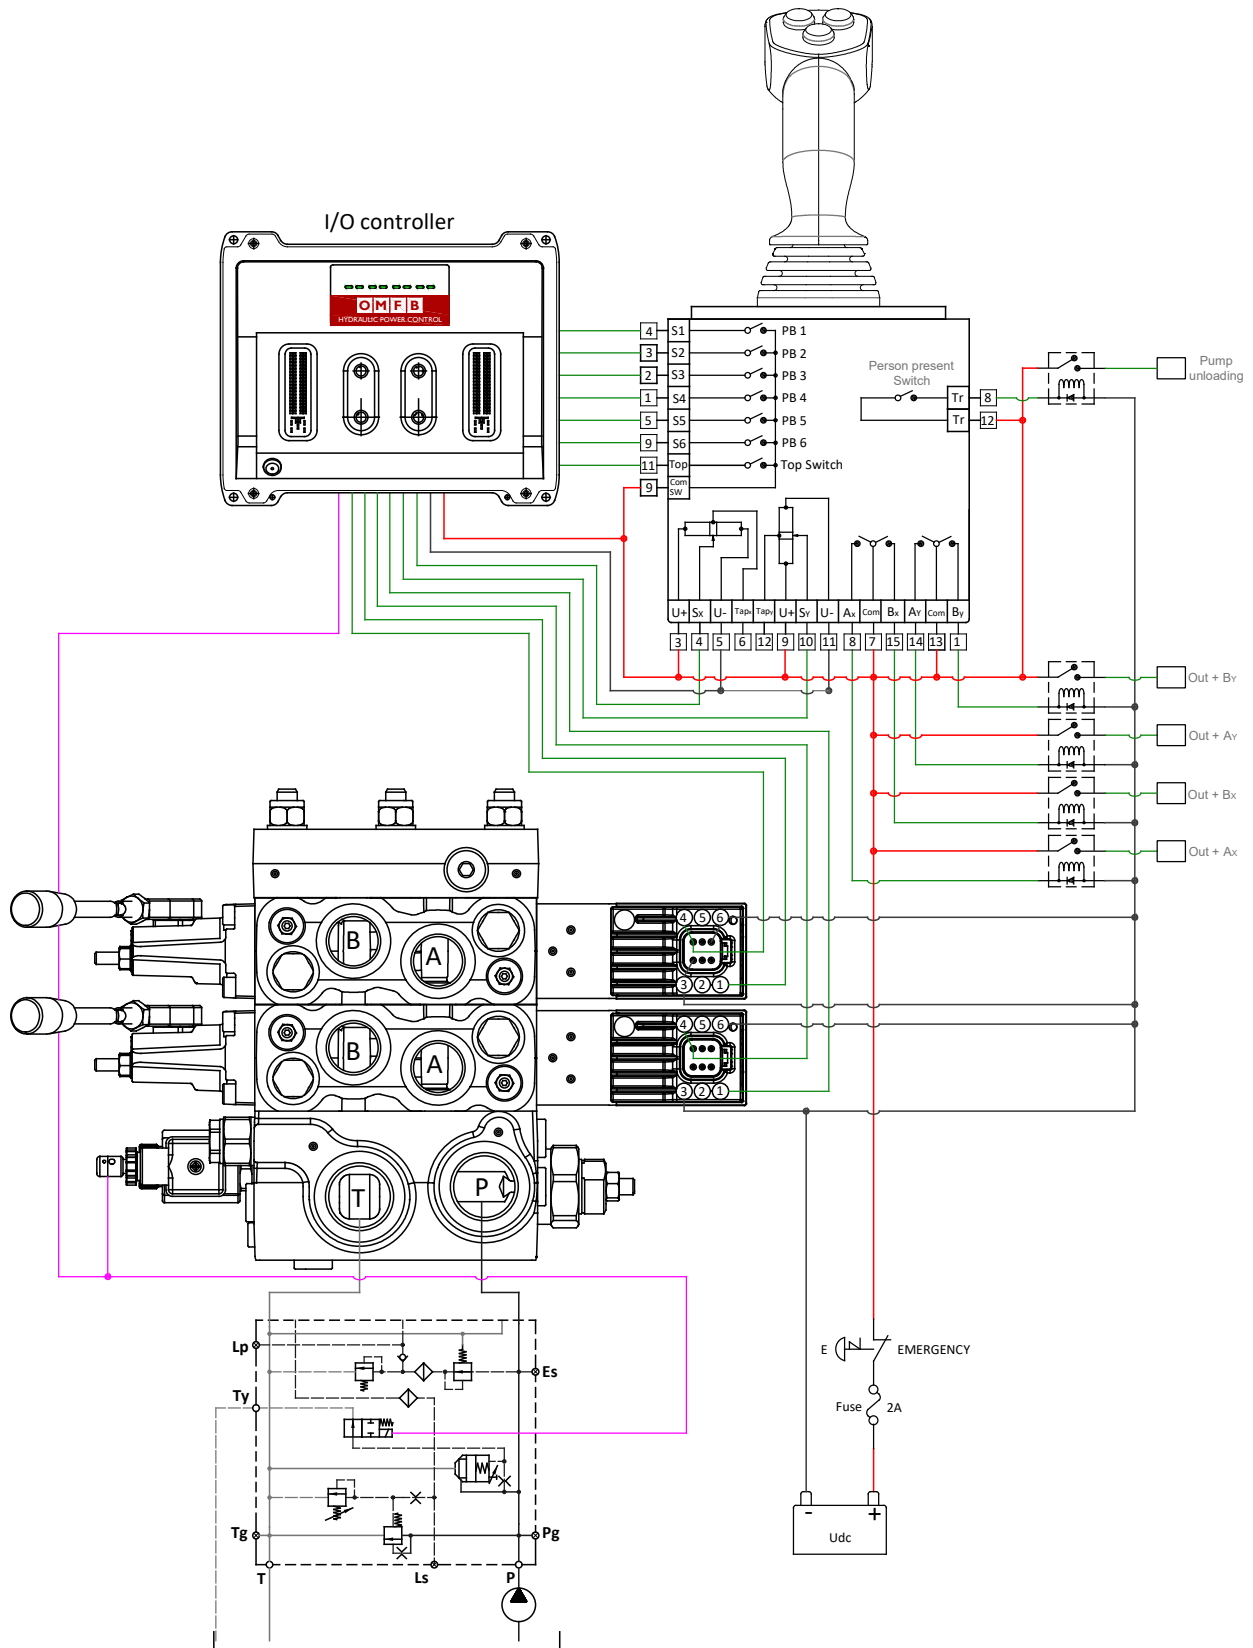 I/O controller
OMFB
HYDRAULIC POWER CONTROL
4 S1 PB 1
3 S2 PB 2
2 S3 PB 3
1 S4 PB 4
5 S5 PB 5
9 S6 PB 6
11 Top Top Switch
9 Com SW
Person present
Switch
Tr 8
Tr 12
Pump
unloading
U+ SX U- TapX TapY U+ SY U- AX Com BX AY Com BY
3 4 5 6 12 9 10 11 8 7 15 14 13 1
Out + BY
Out + AY
Out + BX
Out + AX
B A
4 5 6
3 2 1
B A
4 5 6
3 2 1
T P
Lp
Es
Ty
Tg
Pg
T Ls P
E EMERGENCY
Fuse 2A
- +
Udc